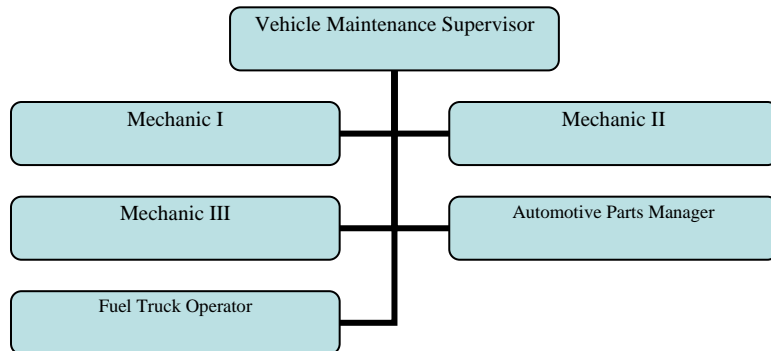 Vehicle Maintenance Supervisor
Mechanic I
Mechanic II
Mechanic III
Automotive Parts Manager
Fuel Truck Operator